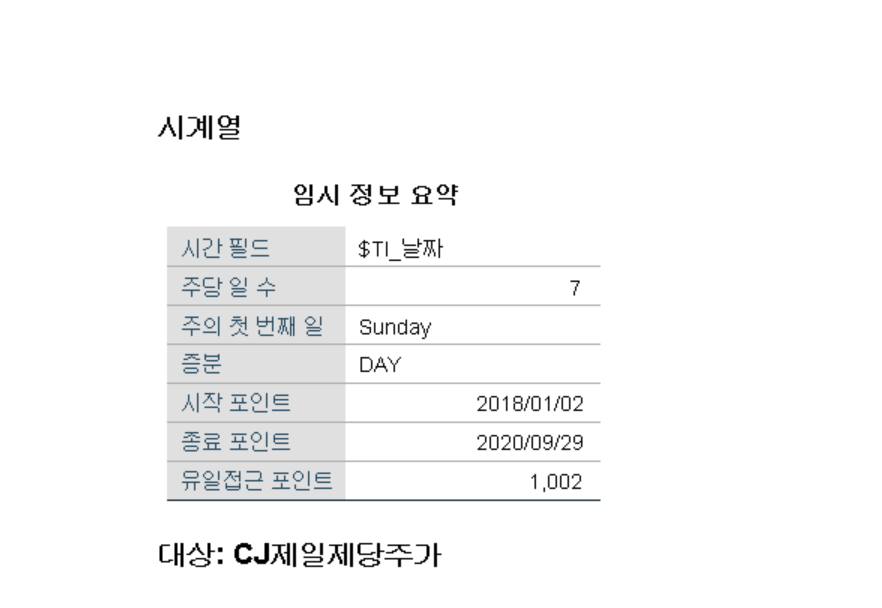 시계열
임시 정보 요약
시간 필드 $TI_날짜
주당 일 수 7
주의 첫 번째 일 Sunday
증분 DAY
시작 포인트 2018/01/02
종료 포인트 2020/09/29
유일접근 포인트 1,002
대상: CJ제일제당주가